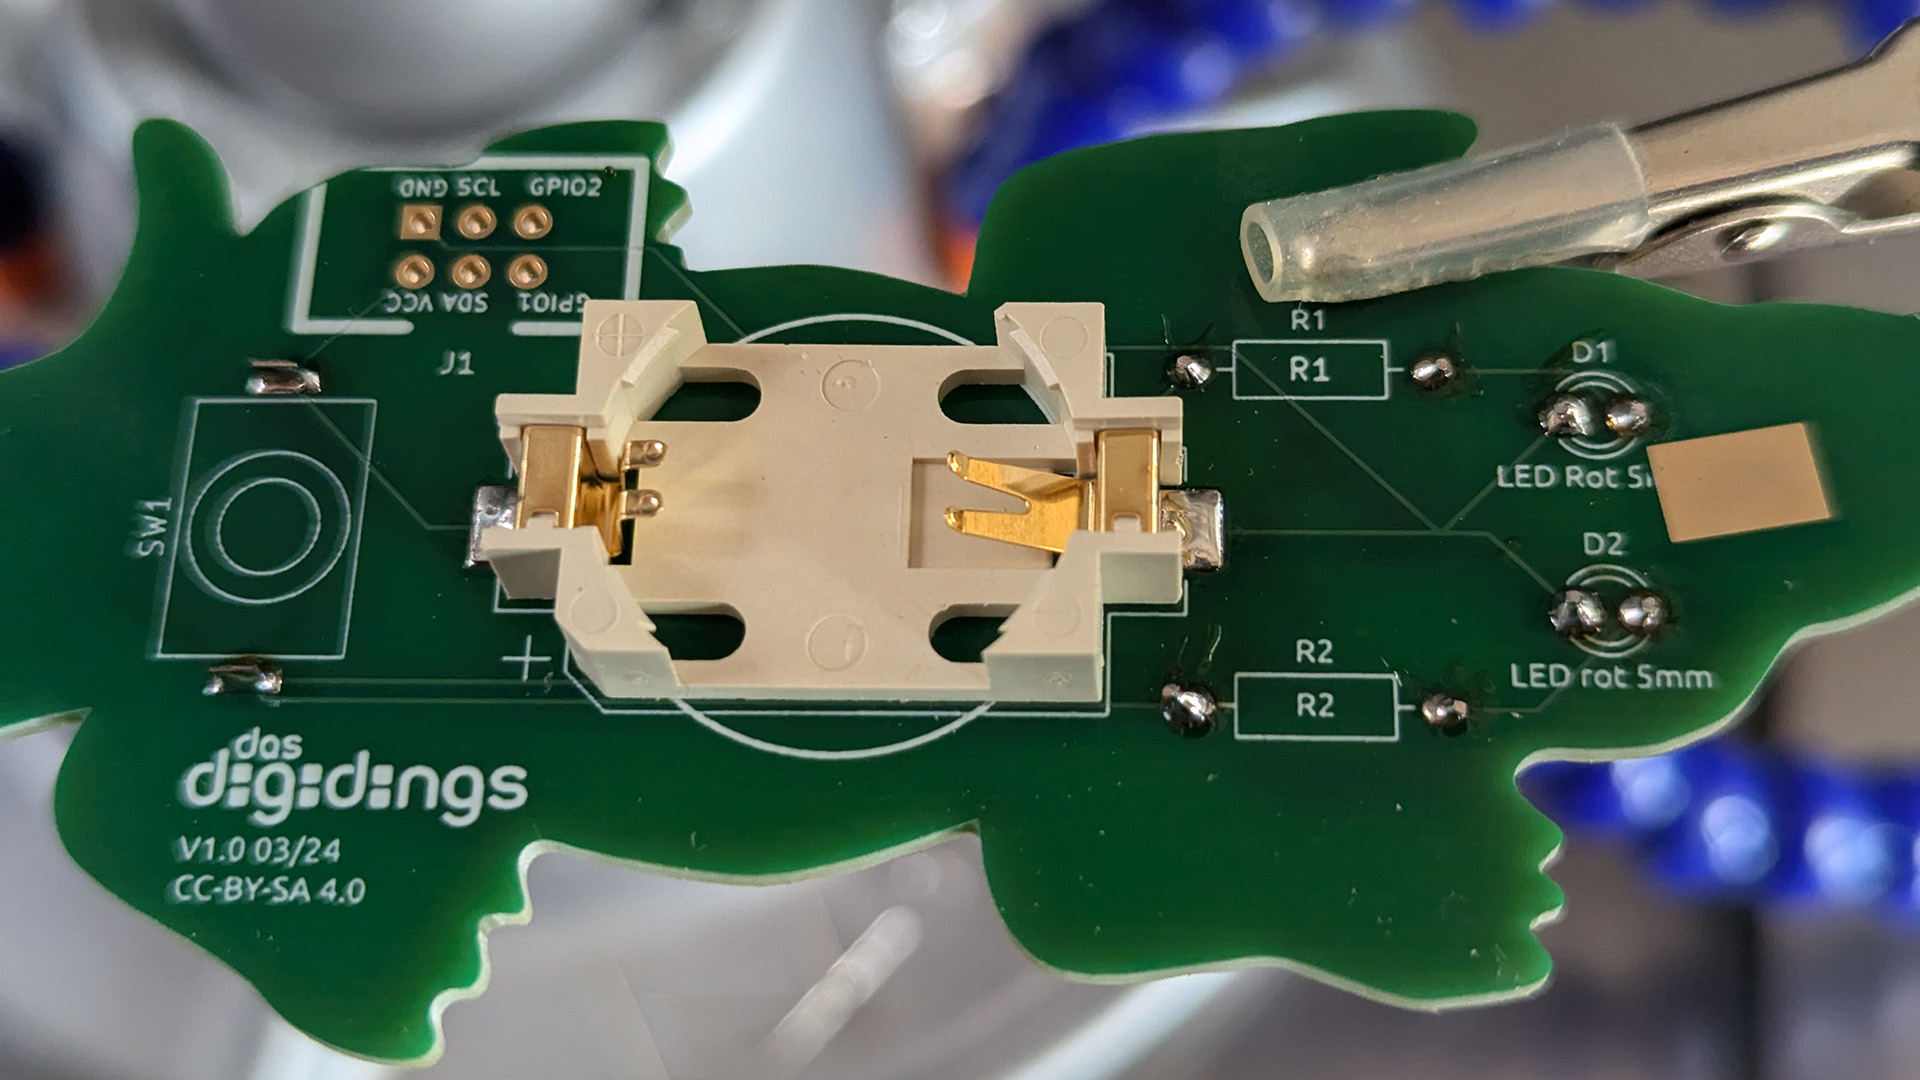 GND SCL GPIO2
VCC SDA GPIO1
J1
SW1
+
R1
R1
D1
LED Rot 5
D2
LED rot 5mm
R2
R2
das
digidings
V1.0 03/24
CC-BY-SA 4.0